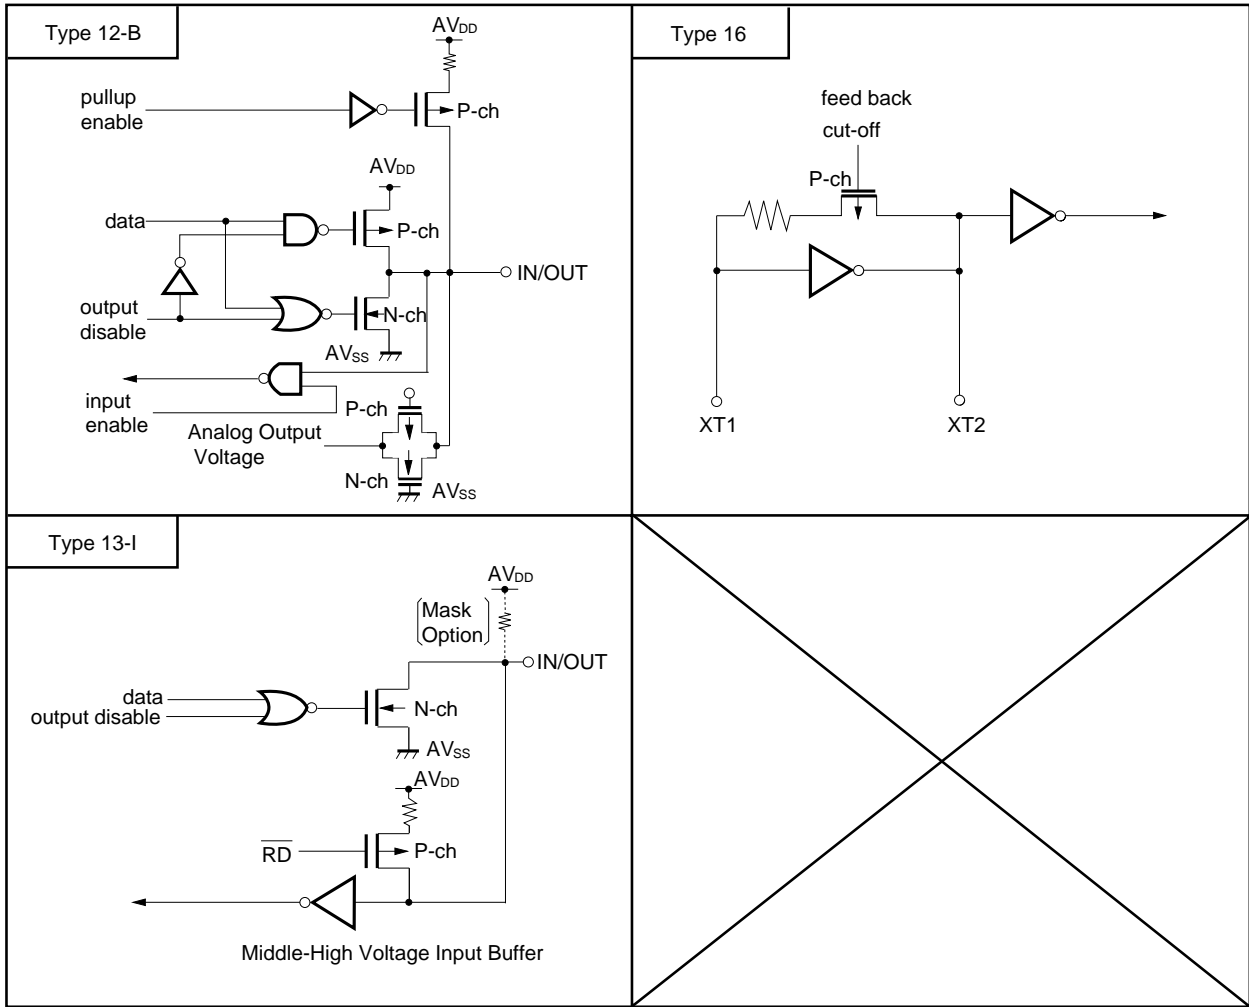 Type 12-B
AVDD
pullup
enable
P-ch
AVDD
data
P-ch
IN/OUT
output
disable
N-ch
AVSS
input
enable
P-ch
Analog Output
Voltage
N-ch
AVSS
Type 16
feed back
cut-off
P-ch
XT1
XT2
Type 13-I
AVDD
(Mask
Option)
IN/OUT
data
output disable
N-ch
AVSS
AVDD
RD
P-ch
Middle-High Voltage Input Buffer